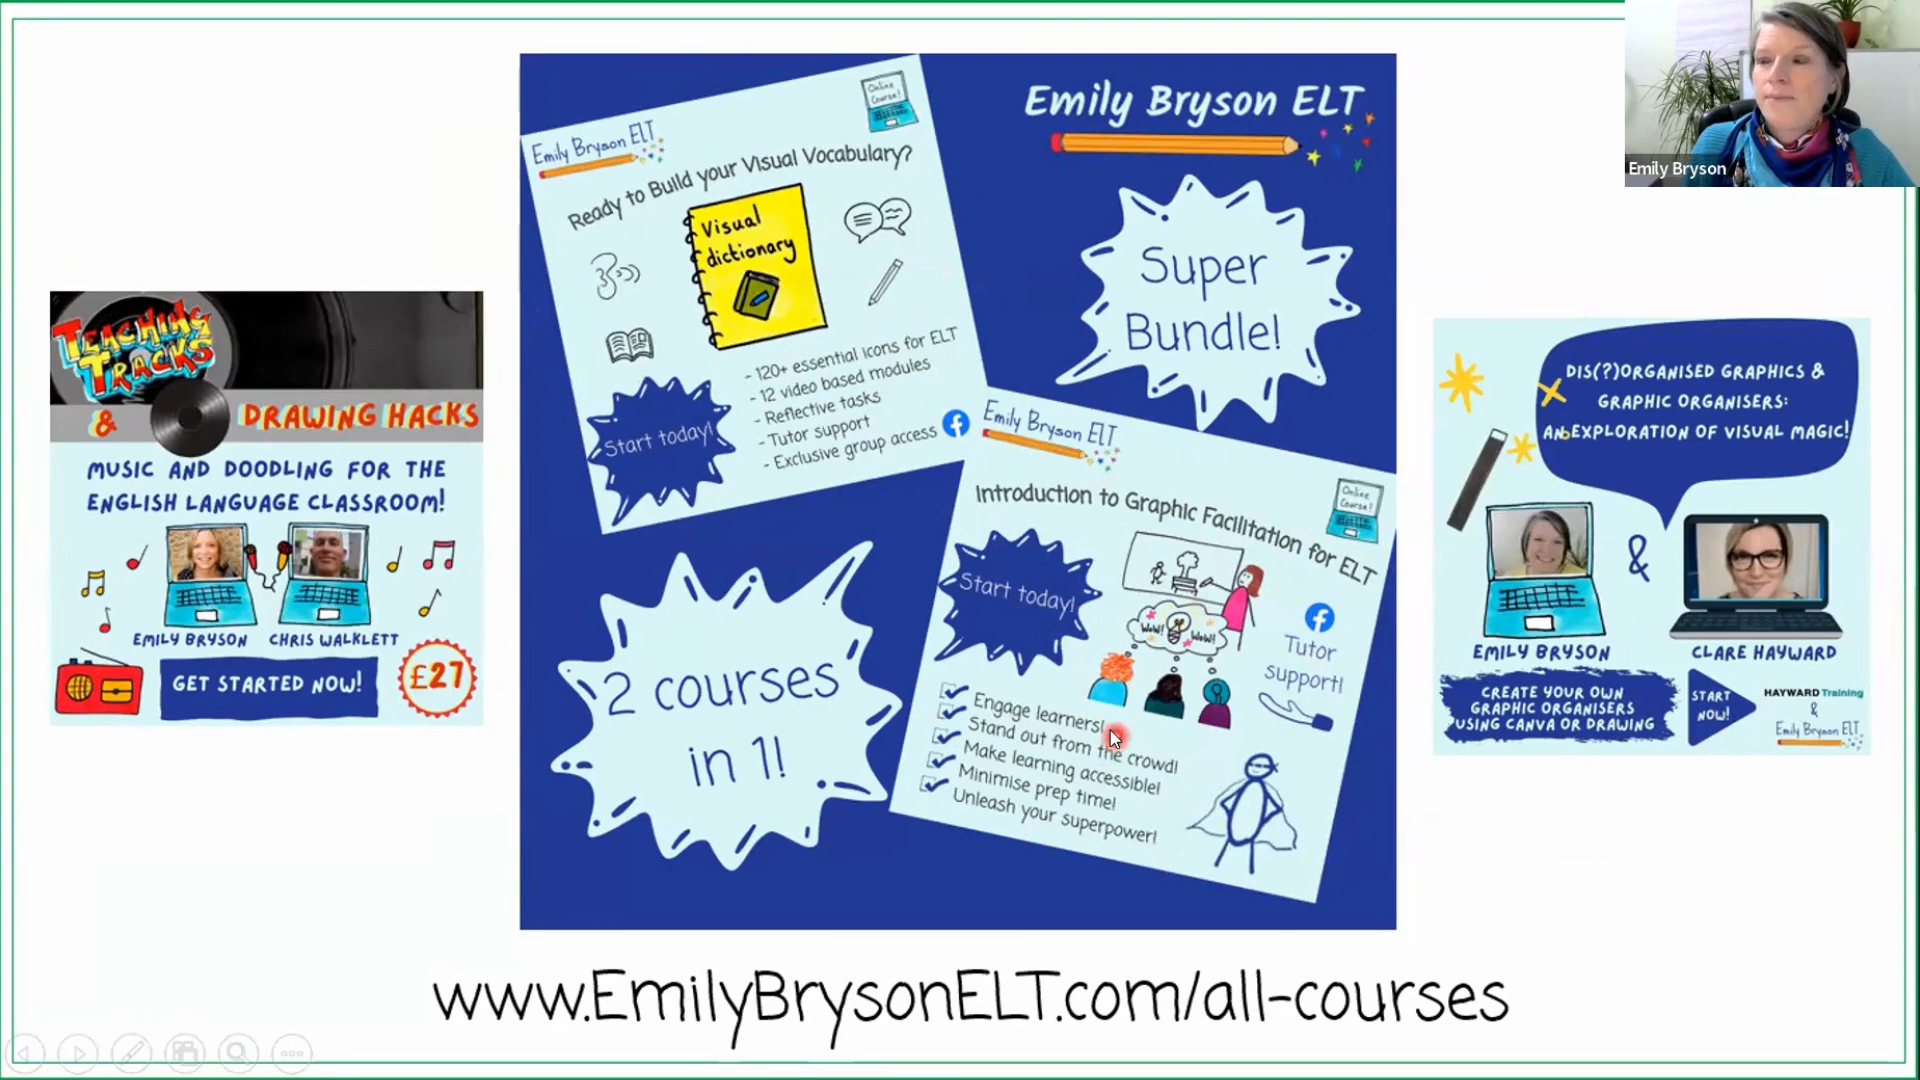 Emily Bryson
TEACHING
TRACKS
& DRAWING HACKS
MUSIC AND DOODLING FOR THE
ENGLISH LANGUAGE CLASSROOM!
EMILY BRYSON
CHRIS WALKLETT
GET STARTED NOW!
£27
Emily Bryson ELT
Online
Course!
Ready to Build your Visual Vocabulary?
Visual
dictionary
- 120+ essential icons for ELT
- 12 video based modules
- Reflective tasks
- Tutor support
- Exclusive group access
Start today!
Emily Bryson ELT
Super
Bundle!
2 courses
in 1!
Emily Bryson ELT
Online
Course!
Introduction to Graphic Facilitation for ELT
Start today!
Wow!
Wow!
Tutor
support!
Engage learners!
Stand out from the crowd!
Make learning accessible!
Minimise prep time!
Unleash your superpower!
DIS(?)ORGANISED GRAPHICS &
GRAPHIC ORGANISERS:
AN EXPLORATION OF VISUAL MAGIC!
&
EMILY BRYSON
CLARE HAYWARD
CREATE YOUR OWN
GRAPHIC ORGANISERS
USING CANVA OR DRAWING
START
NOW!
HAYWARD Training
&
Emily Bryson ELT
www.EmilyBrysonELT.com/all-courses